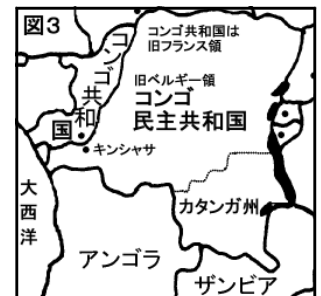 図3
コンゴ共和国は
旧フランス領
コンゴ共和国
旧ベルギー領
コンゴ
民主共和国
キンシャサ
大西洋
カタンガ州
アンゴラ
ザンビア